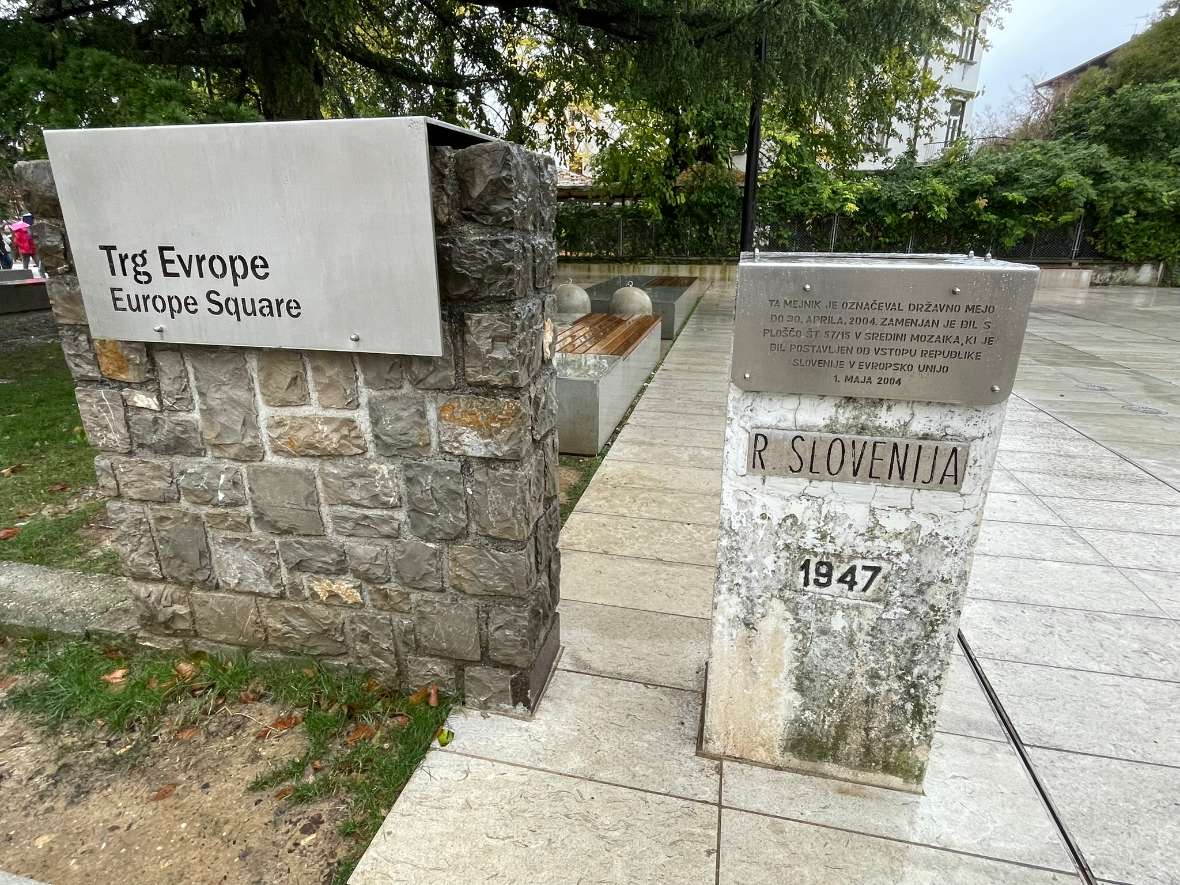 Trg Evrope
Europe Square
TA MEJNIK JE OZNAČEVAL DRŽAVNO MEJO
DO 30. APRILA, 2004. ZAMENJAN JE BIL S
PLOŠČO ŠT 57/15 V SREDINI MOZAIKA, KI JE
BIL POSTAVLJEN OB VSTOPU REPUBLIKE
SLOVENIJE V EVROPSKO UNIJO
1. MAJA 2004
R. SLOVENIJA
1947